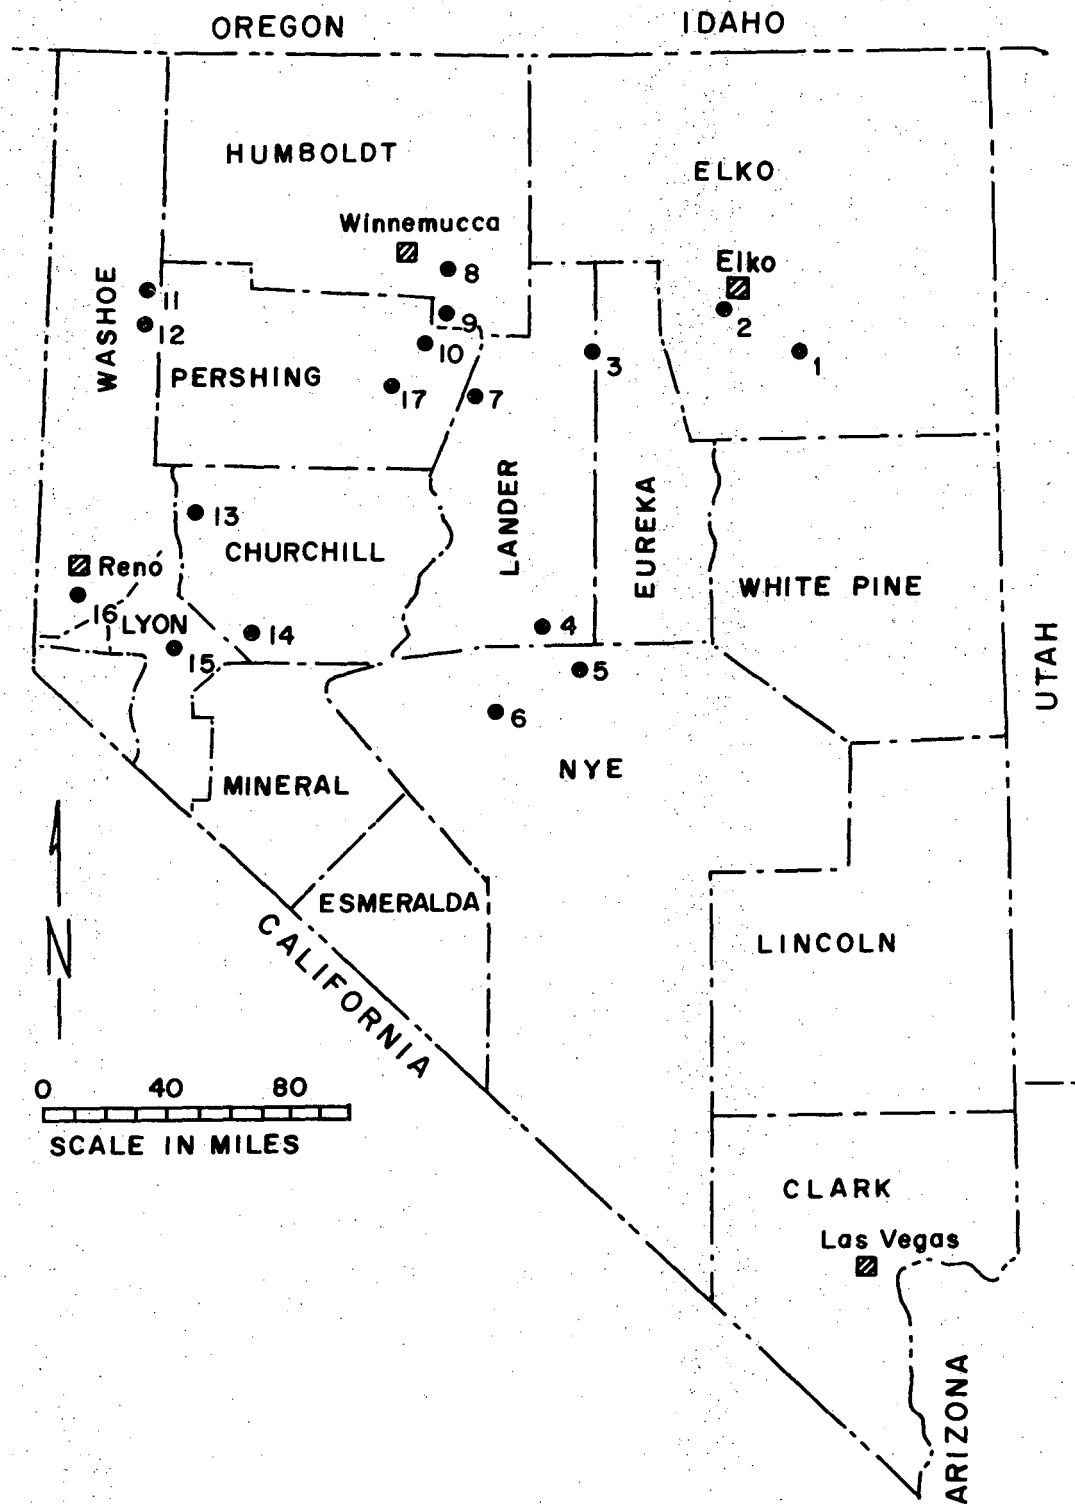 OREGON
IDAHO
HUMBOLDT
ELKO
Winnemucca
Elko
8
WASHOE
11
9
2
12
10
3
1
PERSHING
17
7
LANDER
EUREKA
13
CHURCHILL
Reno
WHITE PINE
16
LYON
14
4
UTAH
15
5
6
NYE
MINERAL
ESMERALDA
N
CALIFORNIA
LINCOLN
0 40 80
SCALE IN MILES
CLARK
Las Vegas
ARIZONA